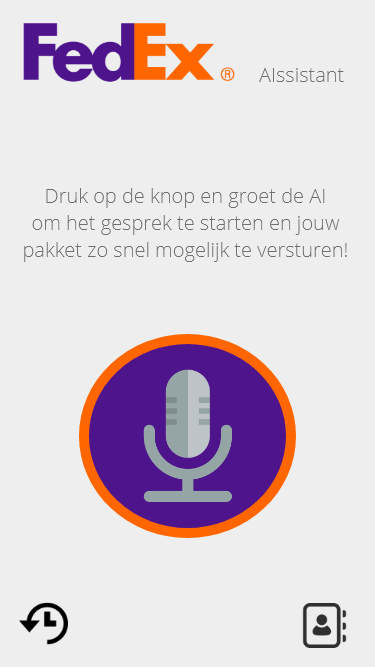 FedEx® AIssistant
Druk op de knop en groet de AI
om het gesprek te starten en jouw
pakket zo snel mogelijk te versturen!